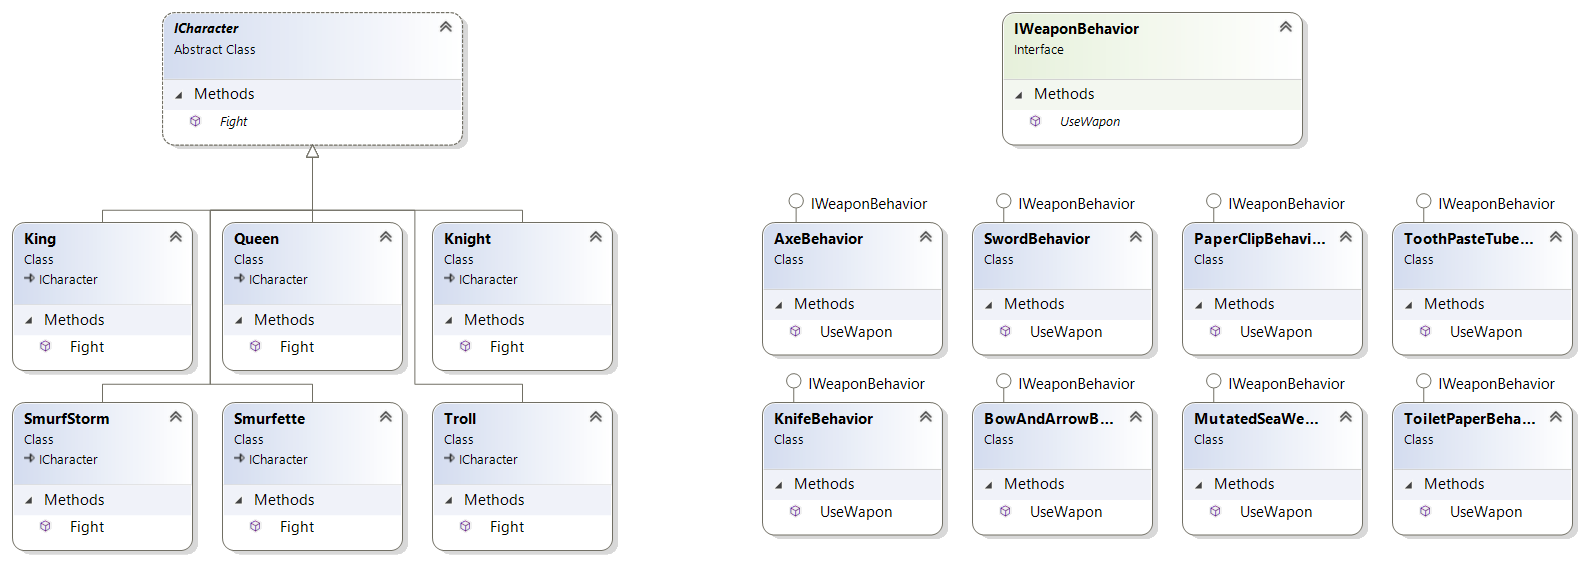 ICharacter
Abstract Class
Methods
Fight
IWeaponBehavior
Interface
Methods
UseWapon
King
Class
ICharacter
Methods
Fight
Queen
Class
ICharacter
Methods
Fight
Knight
Class
ICharacter
Methods
Fight
IWeaponBehavior
AxeBehavior
Class
Methods
UseWapon
IWeaponBehavior
SwordBehavior
Class
Methods
UseWapon
IWeaponBehavior
PaperClipBehavi...
Class
Methods
UseWapon
IWeaponBehavior
ToothPasteTube...
Class
Methods
UseWapon
SmurfStorm
Class
ICharacter
Methods
Fight
Smurfette
Class
ICharacter
Methods
Fight
Troll
Class
ICharacter
Methods
Fight
IWeaponBehavior
KnifeBehavior
Class
Methods
UseWapon
IWeaponBehavior
BowAndArrowB...
Class
Methods
UseWapon
IWeaponBehavior
MutatedSeaWe...
Class
Methods
UseWapon
IWeaponBehavior
ToiletPaperBeha...
Class
Methods
UseWapon